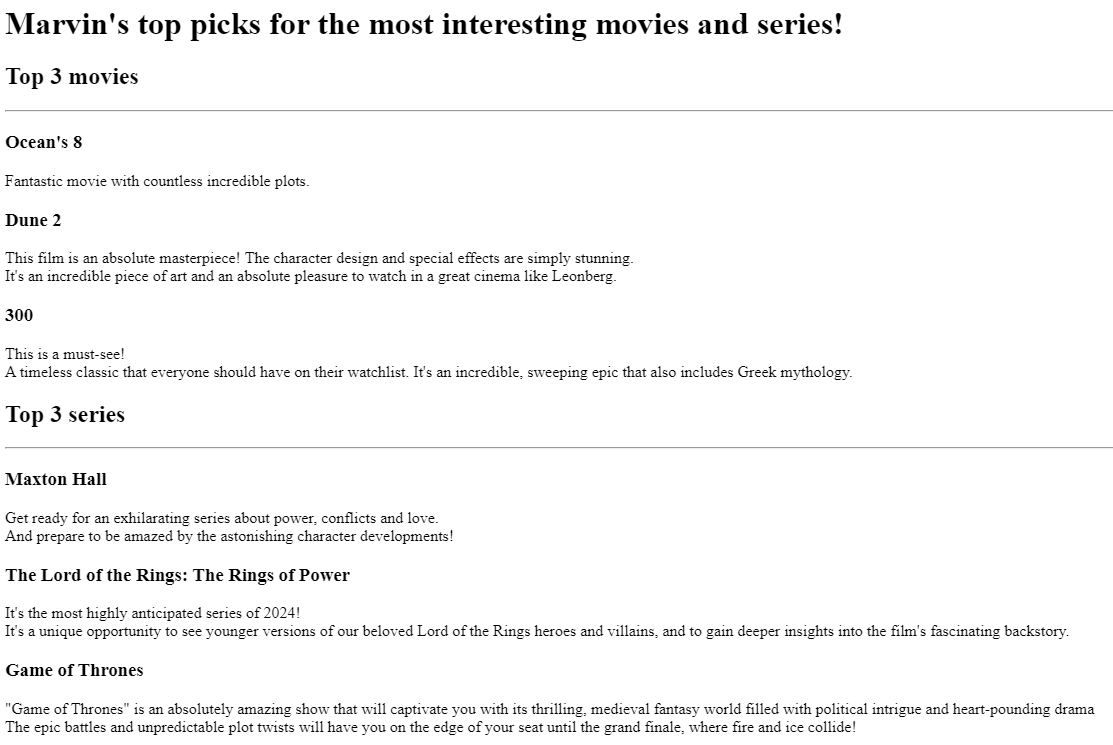 Marvin's top picks for the most interesting movies and series!
Top 3 movies
Ocean's 8
Fantastic movie with countless incredible plots.
Dune 2
This film is an absolute masterpiece! The character design and special effects are simply stunning.
It's an incredible piece of art and an absolute pleasure to watch in a great cinema like Leonberg.
300
This is a must-see!
A timeless classic that everyone should have on their watchlist. It's an incredible, sweeping epic that also includes Greek mythology.
Top 3 series
Maxton Hall
Get ready for an exhilarating series about power, conflicts and love.
And prepare to be amazed by the astonishing character developments!
The Lord of the Rings: The Rings of Power
It's the most highly anticipated series of 2024!
It's a unique opportunity to see younger versions of our beloved Lord of the Rings heroes and villains, and to gain deeper insights into the film's fascinating backstory.
Game of Thrones
"Game of Thrones" is an absolutely amazing show that will captivate you with its thrilling, medieval fantasy world filled with political intrigue and heart-pounding drama
The epic battles and unpredictable plot twists will have you on the edge of your seat until the grand finale, where fire and ice collide!